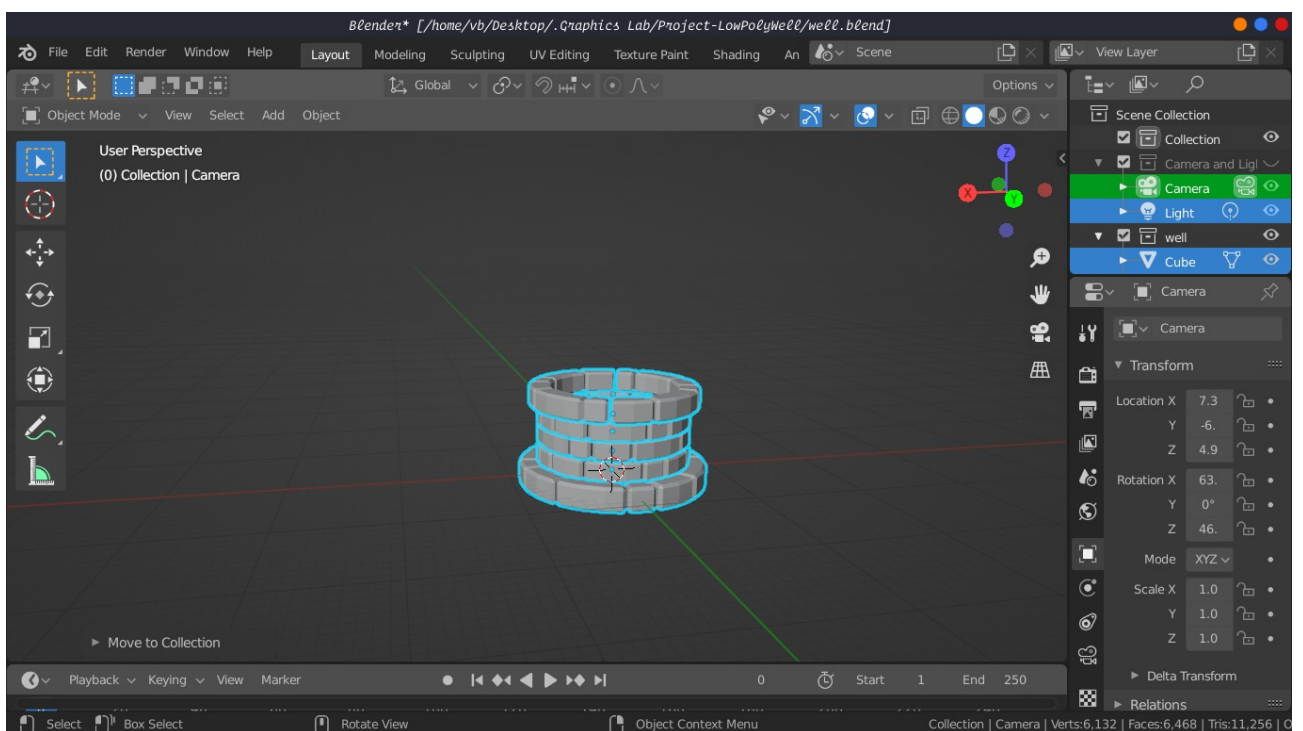 Blender* [/home/vb/Desktop/.Graphics Lab/Project-LowPolyWell/well.blend]
File Edit Render Window Help Layout Modeling Sculpting UV Editing Texture Paint Shading An Scene View Layer
Global Options
Object Mode View Select Add Object
User Perspective
(0) Collection | Camera
Z
X
Y
Move to Collection
Scene Collection
Collection
Camera and Ligl
Camera
Light
well
Cube
Camera
Camera
Transform
Location X 7.3
Y -6.
Z 4.9
Rotation X 63.
Y 0°
Z 46.
Mode XYZ
Scale X 1.0
Y 1.0
Z 1.0
Delta Transform
Relations
Playback Keying View Marker 0 Start 1 End 250
Select Box Select Rotate View Object Context Menu Collection | Camera | Verts:6,132 | Faces:6,468 | Tris:11,256 | O